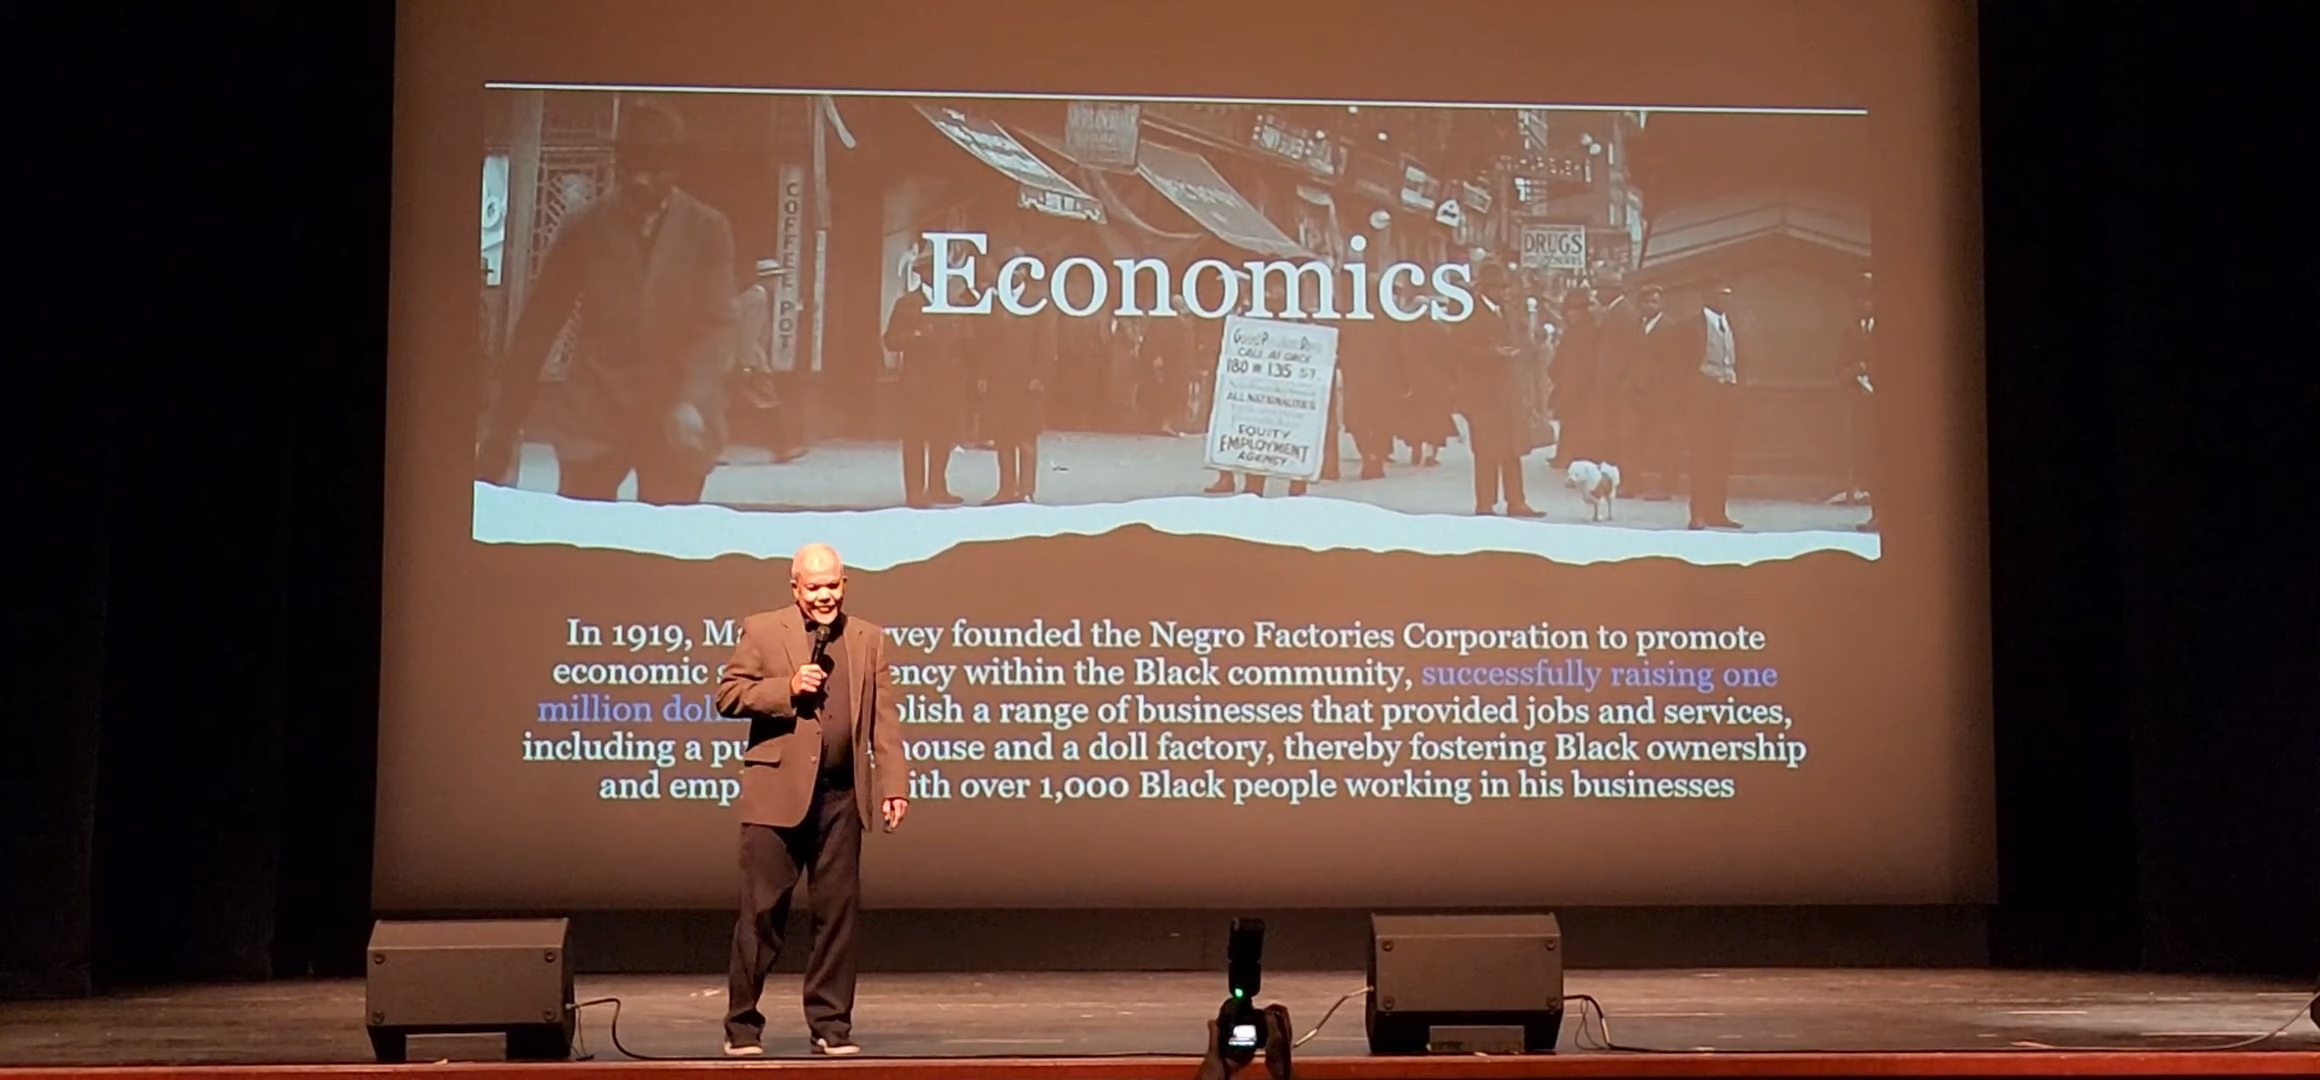 COFFEE POT
DRUGS
Economics
CALL AT ONCE
180 W 135 ST.
ALL NATIONALITIES
EQUITY
EMPLOYMENT
AGENCY
In 1919, Ma rvey founded the Negro Factories Corporation to promote
economic s ency within the Black community, successfully raising one
million doll blish a range of businesses that provided jobs and services,
including a pu house and a doll factory, thereby fostering Black ownership
and emp ith over 1,000 Black people working in his businesses